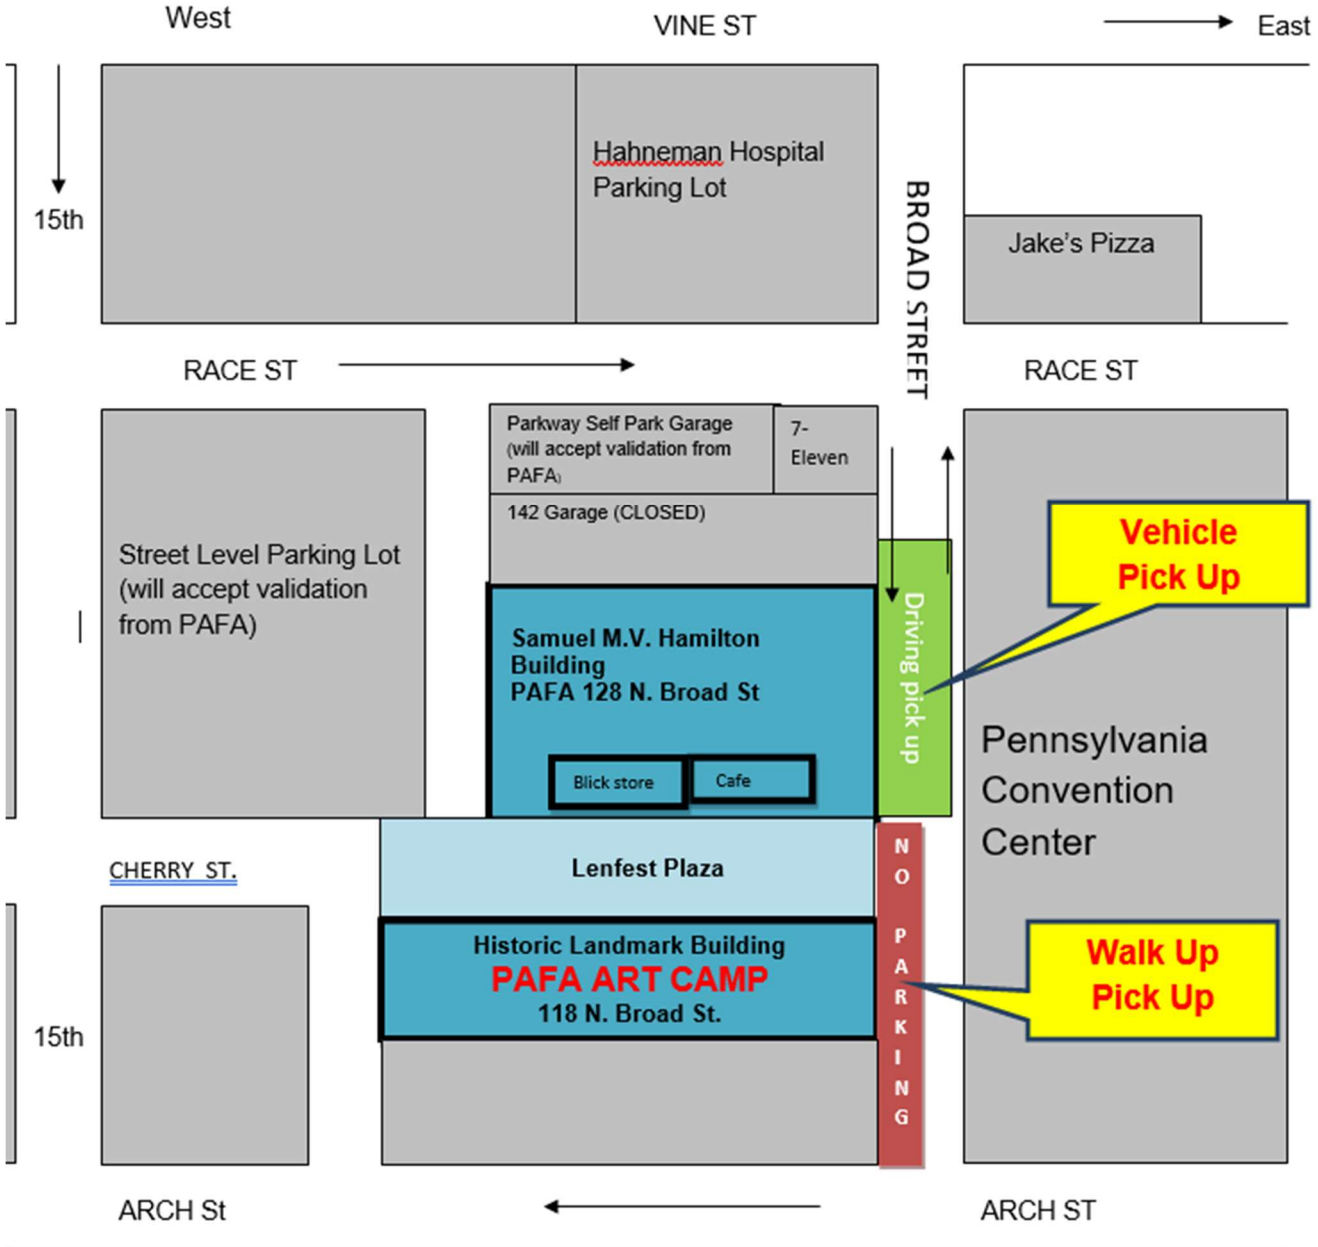 West
VINE ST
East
15th
Hahneman Hospital
Parking Lot
BROAD STREET
Jake's Pizza
RACE ST
RACE ST
Parkway Self Park Garage
(will accept validation from
PAFA)
7-
Eleven
142 Garage (CLOSED)
Street Level Parking Lot
(will accept validation
from PAFA)
Vehicle
Pick Up
Driving pick up
Samuel M.V. Hamilton
Building
PAFA 128 N. Broad St
Blick store
Cafe
Pennsylvania
Convention
Center
CHERRY ST.
Lenfest Plaza
NO PARKING
Historic Landmark Building
PAFA ART CAMP
118 N. Broad St.
Walk Up
Pick Up
15th
ARCH St
ARCH ST